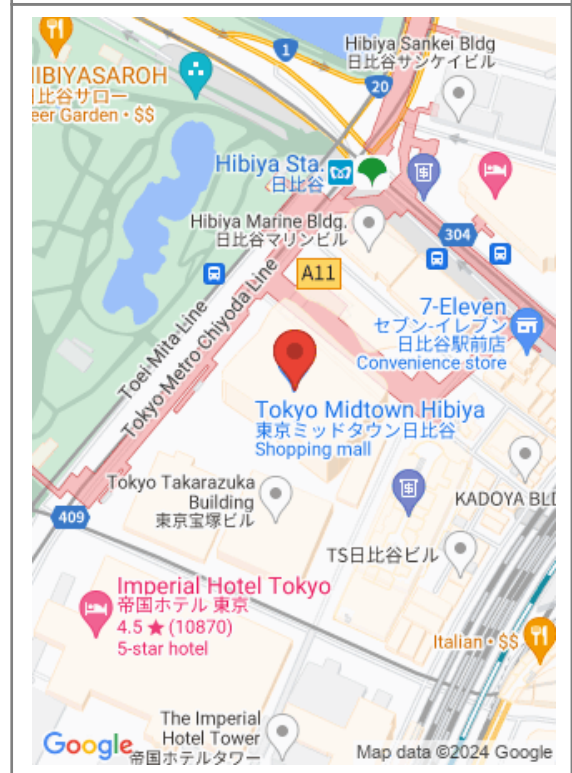 1
Hibiya Sankei Bldg
日比谷サンケイビル
20
HIBIYASAROH
日比谷サロー
eer Garden • $$
Hibiya Sta.
日比谷
Hibiya Marine Bldg.
日比谷マリンビル
304
A11
7-Eleven
セブン-イレブン
日比谷駅前店
Convenience store
Toei Mita Line
Tokyo Metro Chiyoda Line
Tokyo Midtown Hibiya
東京ミッドタウン日比谷
Shopping mall
Tokyo Takarazuka
Building
東京宝塚ビル
KADOYA BL
409
TS日比谷ビル
Imperial Hotel Tokyo
帝国ホテル 東京
4.5 ★ (10870)
5-star hotel
Italian • $$
The Imperial
Hotel Tower
帝国ホテルタワー
Google
Map data ©2024 Google